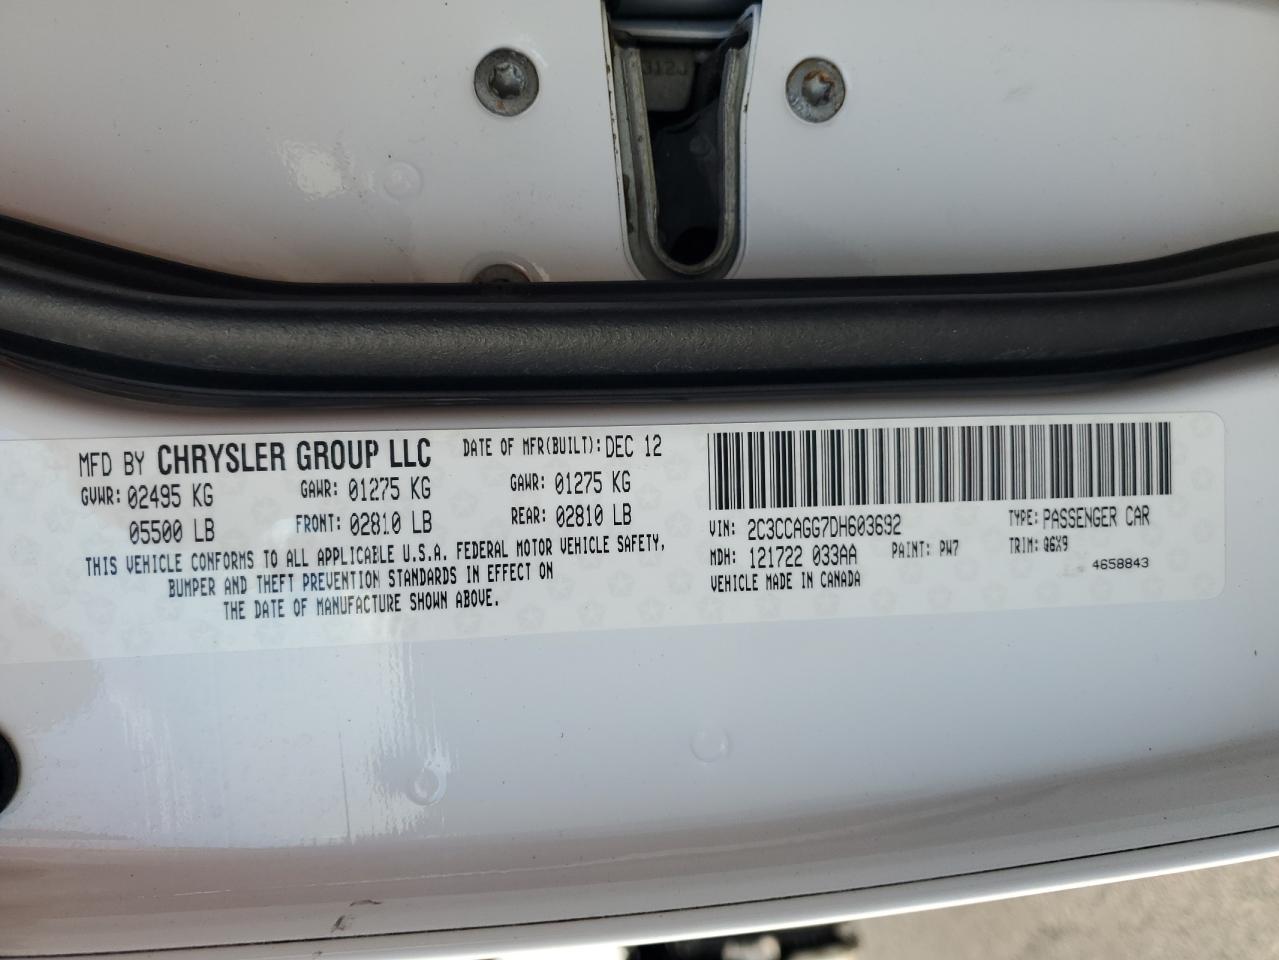 312J
MFD BY CHRYSLER GROUP LLC DATE OF MFR(BUILT): DEC 12
GVWR: 02495 KG GAWR: 01275 KG GAWR: 01275 KG
05500 LB FRONT: 02810 LB REAR: 02810 LB
THIS VEHICLE CONFORMS TO ALL APPLICABLE U.S.A. FEDERAL MOTOR VEHICLE SAFETY,
BUMPER AND THEFT PREVENTION STANDARDS IN EFFECT ON
THE DATE OF MANUFACTURE SHOWN ABOVE.
VIN: 2C3CCAGG7DH603692 TYPE: PASSENGER CAR
MDH: 121722 033AA PAINT: PW7 TRIM: Q6X9
VEHICLE MADE IN CANADA 4658843